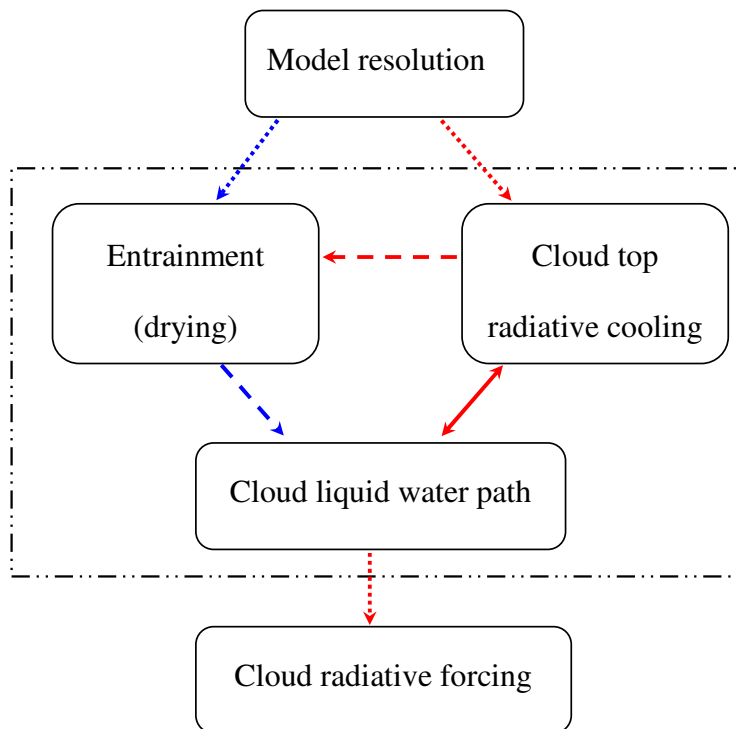 Model resolution
Entrainment
(drying)
Cloud top
radiative cooling
Cloud liquid water path
Cloud radiative forcing